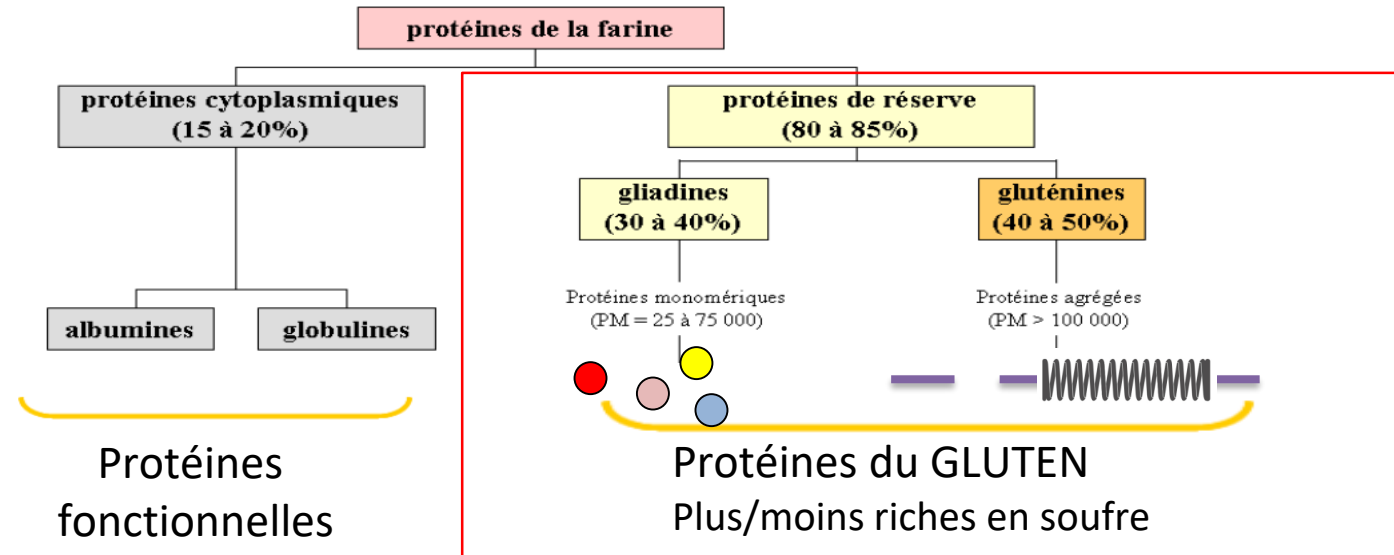 protéines de la farine
protéines cytoplasmiques
(15 à 20%)
protéines de réserve
(80 à 85%)
gliadines
(30 à 40%)
gluténines
(40 à 50%)
Protéines monomériques
(PM = 25 à 75 000)
Protéines agrégées
(PM > 100 000)
albumines
globulines
Protéines
fonctionnelles
Protéines du GLUTEN
Plus/moins riches en soufre